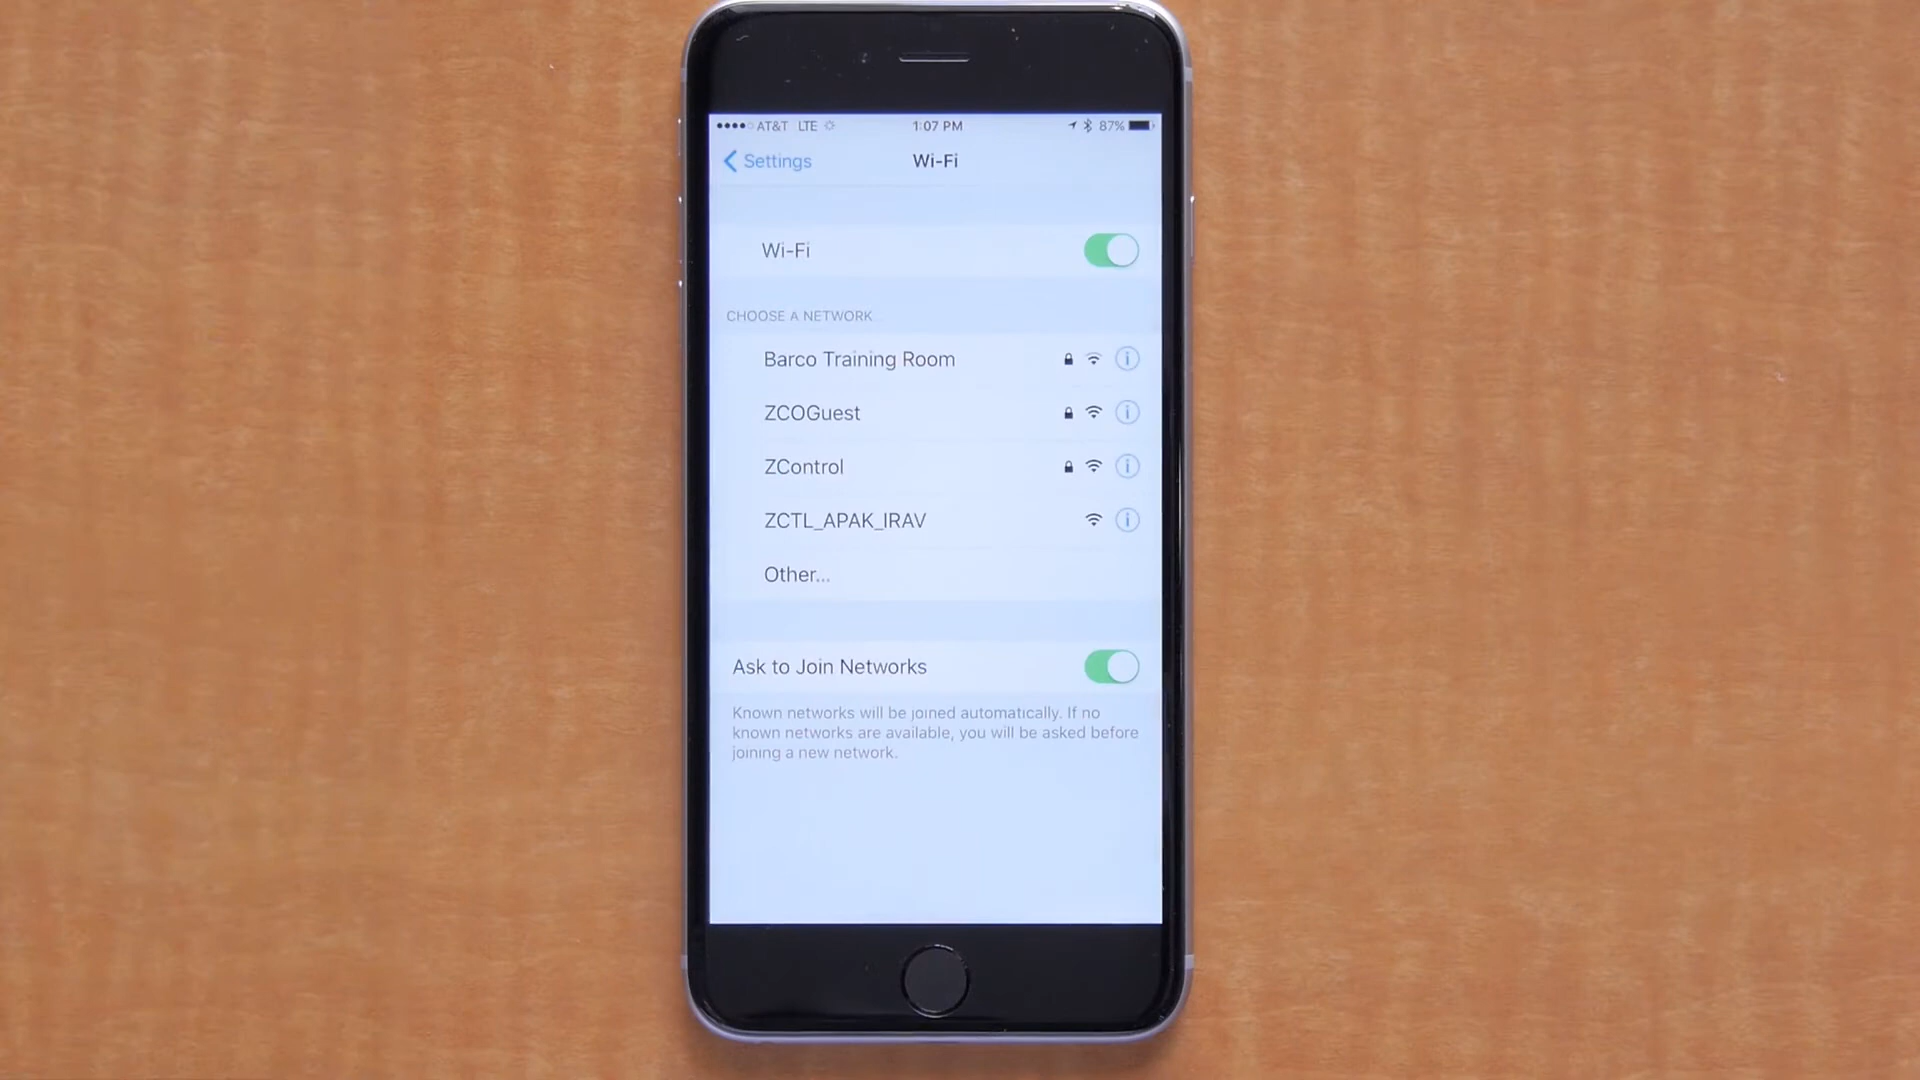 AT&T LTE 1:07 PM 87%
Settings Wi-Fi
Wi-Fi
CHOOSE A NETWORK...
Barco Training Room
ZCOGuest
ZControl
ZCTL_APAK_IRAV
Other...
Ask to Join Networks
Known networks will be joined automatically. If no
known networks are available, you will be asked before
joining a new network.